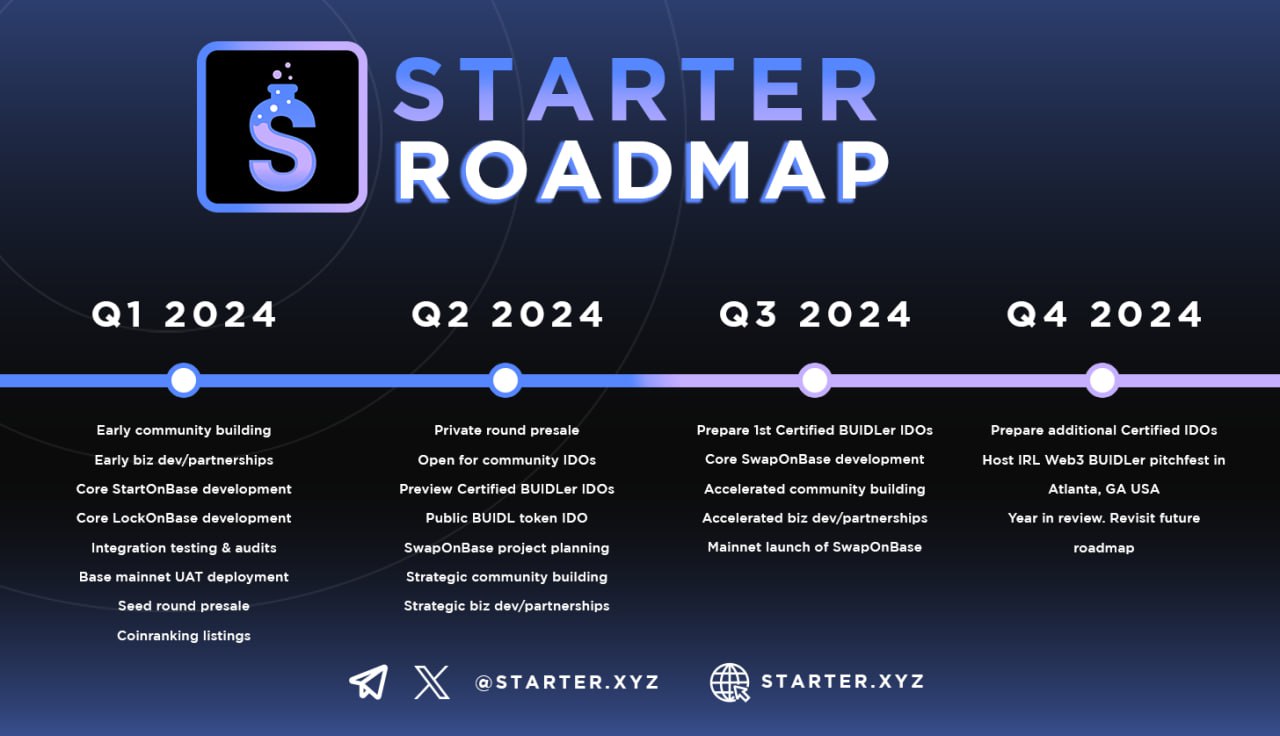 STARTER
ROADMAP
Q1 2024
Early community building
Early biz dev/partnerships
Core StartOnBase development
Core LockOnBase development
Integration testing & audits
Base mainnet UAT deployment
Seed round presale
Coinranking listings
Q2 2024
Private round presale
Open for community IDOs
Preview Certified BUIDLer IDOs
Public BUIDL token IDO
SwapOnBase project planning
Strategic community building
Strategic biz dev/partnerships
Q3 2024
Prepare 1st Certified BUIDLer IDOs
Core SwapOnBase development
Accelerated community building
Accelerated biz dev/partnerships
Mainnet launch of SwapOnBase
Q4 2024
Prepare additional Certified IDOs
Host IRL Web3 BUIDLer pitchfest in
Atlanta, GA USA
Year in review. Revisit future
roadmap
@STARTER.XYZ
STARTER.XYZ